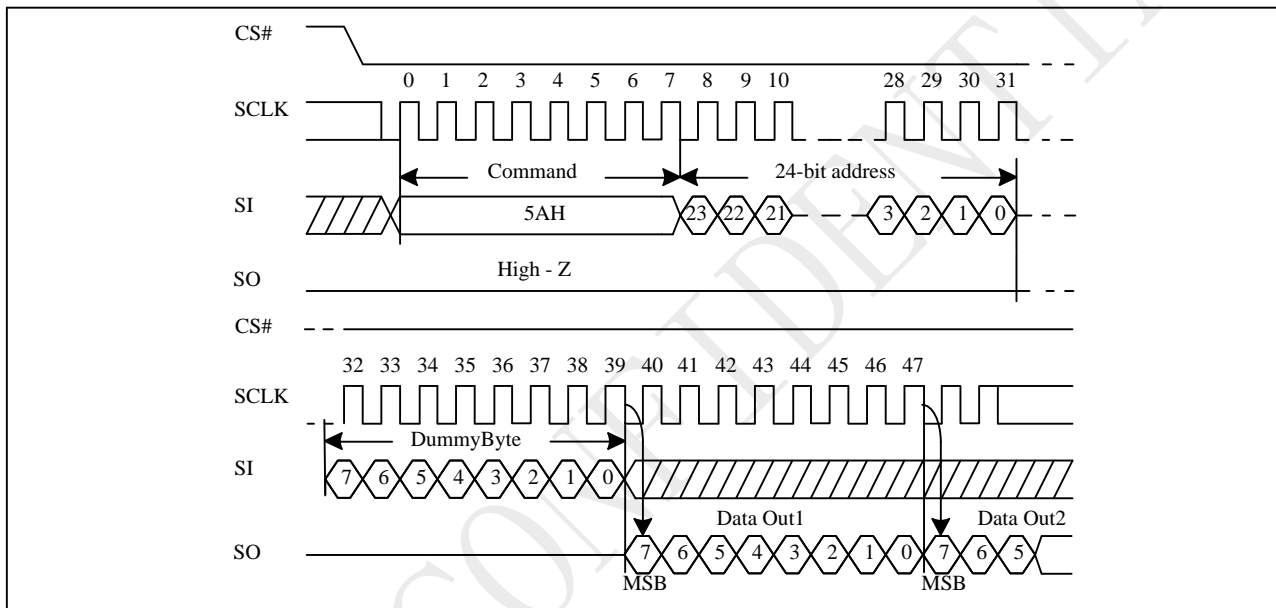 CS#
0 1 2 3 4 5 6 7 8 9 10 28 29 30 31
SCLK
Command 24-bit address
SI 5AH 23 22 21 3 2 1 0
High - Z
SO
CS#
32 33 34 35 36 37 38 39 40 41 42 43 44 45 46 47
SCLK
DummyByte
SI 7 6 5 4 3 2 1 0
Data Out1 Data Out2
SO 7 6 5 4 3 2 1 0 7 6 5
MSB MSB
CONFIDENTIA